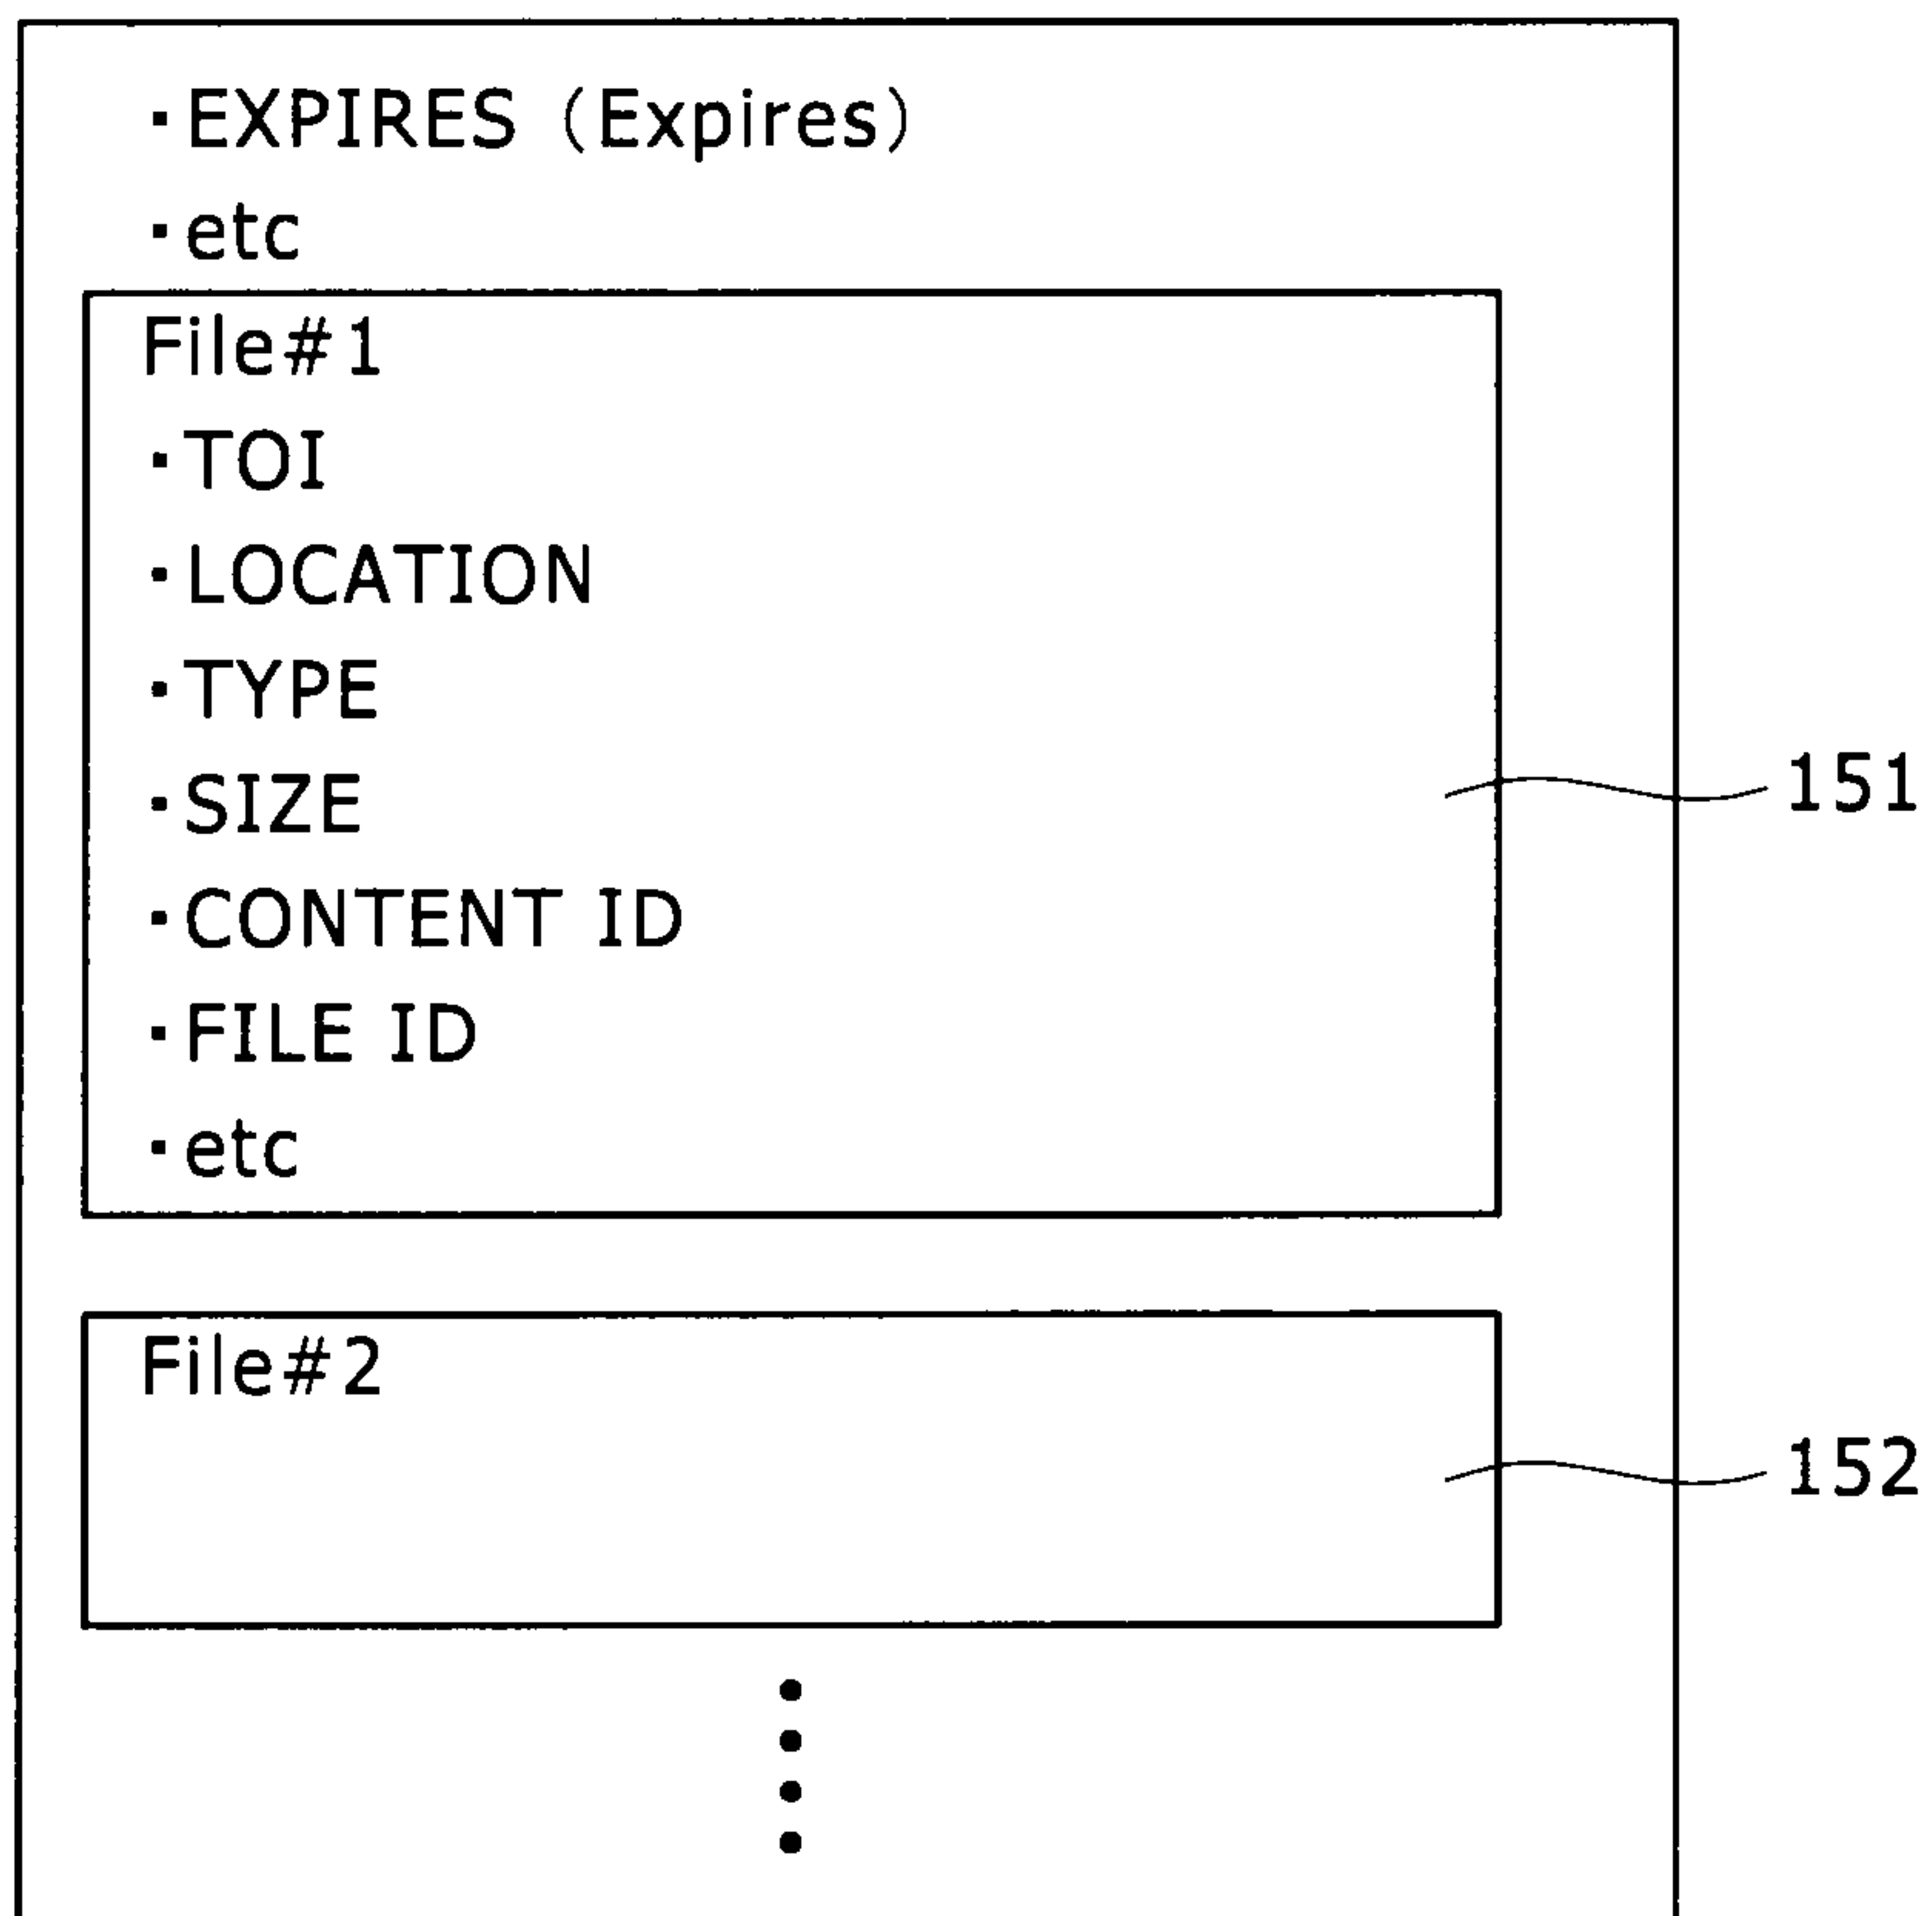 ・EXPIRES (Expires)
・etc
File#1
・TOI
・LOCATION
・TYPE
・SIZE
・CONTENT ID
・FILE ID
・etc
151
File#2
152